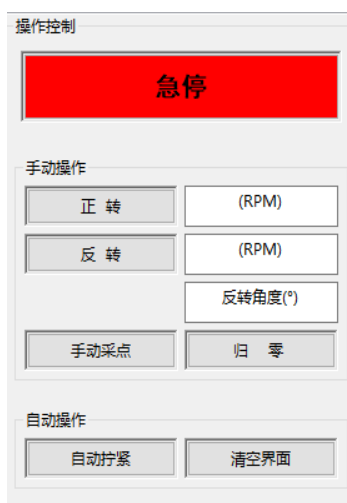 操作控制
急停
手动操作
正 转 (RPM)
反 转 (RPM)
反转角度(°)
手动采点 归 零
自动操作
自动拧紧 清空界面